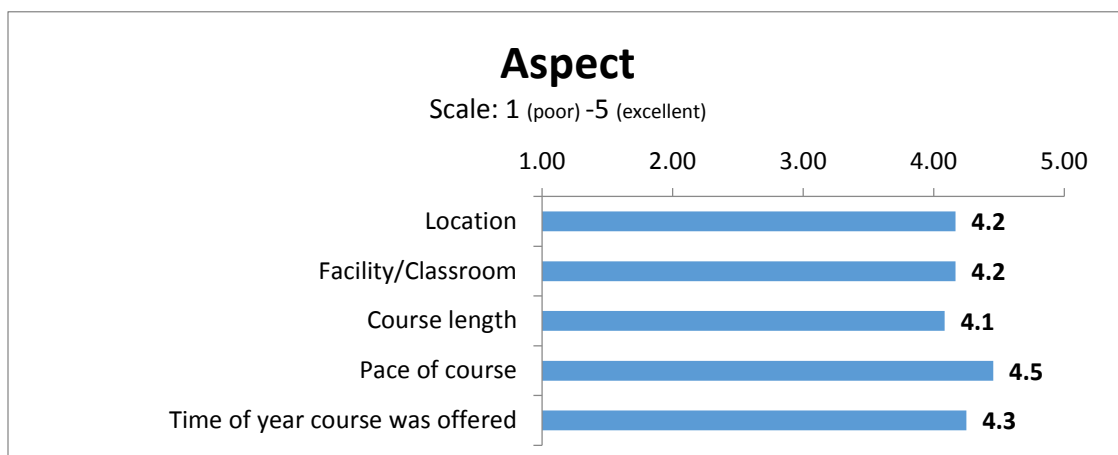 Aspect
Scale: 1 (poor) -5 (excellent)
1.00 2.00 3.00 4.00 5.00
Location 4.2
Facility/Classroom 4.2
Course length 4.1
Pace of course 4.5
Time of year course was offered 4.3